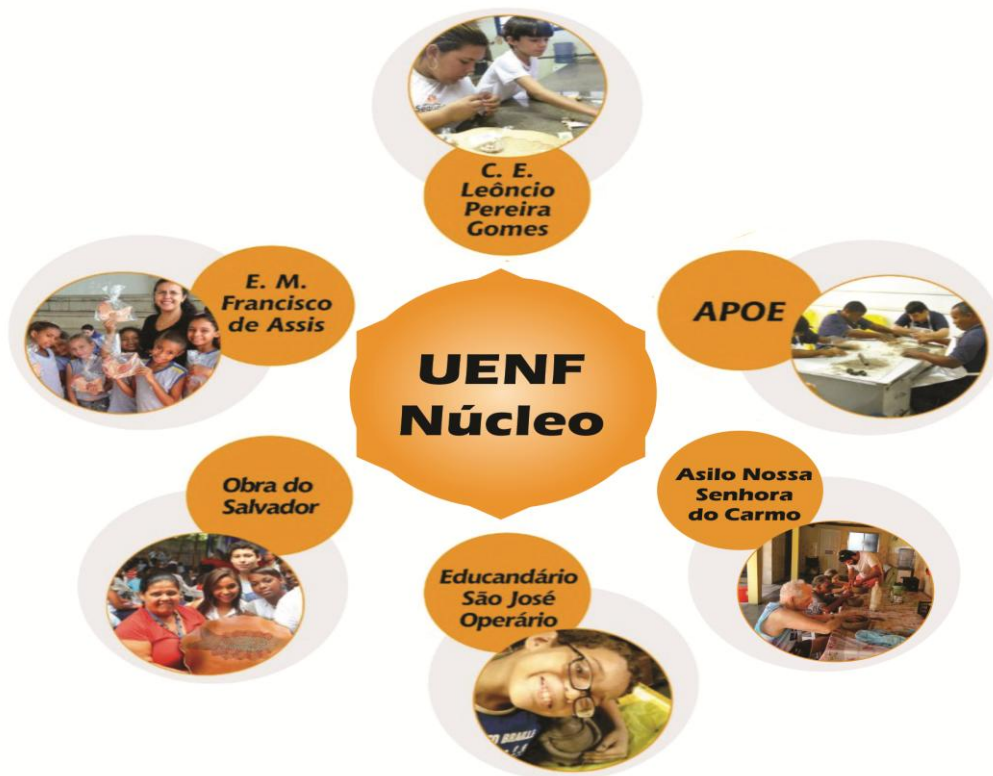 C. E.
Leôncio
Pereira
Gomes
E. M.
Francisco
de Assis
APOE
UENF
Núcleo
Obra do
Salvador
Asilo Nossa
Senhora
do Carmo
Educandário
São José
Operário